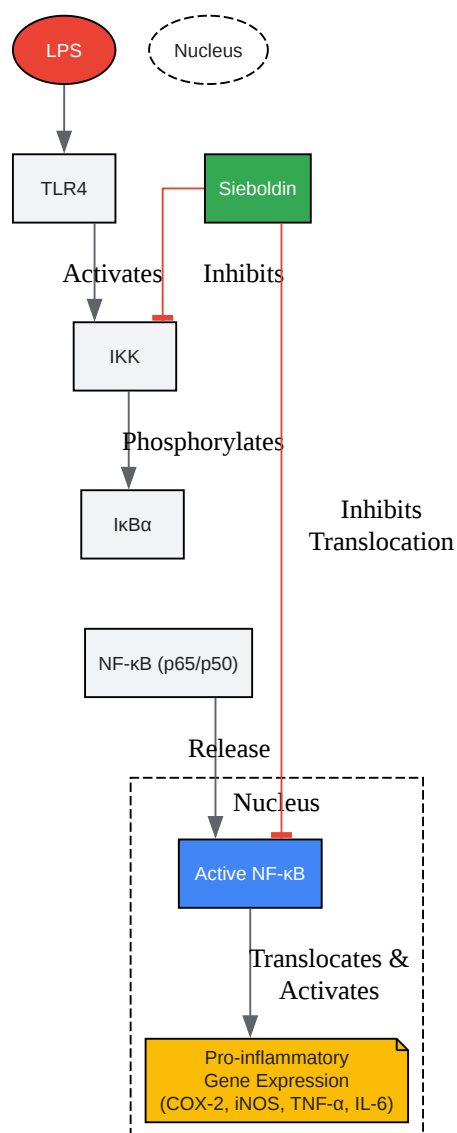 LPS
Nucleus
TLR4
Sieboldin
Activates
Inhibits
IKK
Phosphorylates
IκBα
Inhibits
Translocation
NF-κB (p65/p50)
Release
Nucleus
Active NF-κB
Translocates &
Activates
Pro-inflammatory
Gene Expression
(COX-2, iNOS, TNF-α, IL-6)